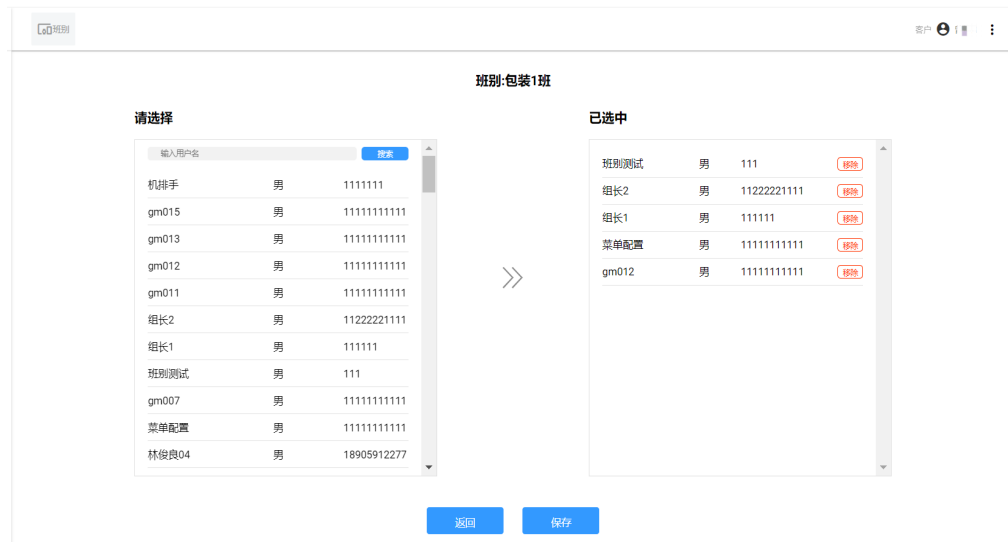 班别
客户
班别:包装1班
请选择
已选中
输入用户名 搜索
机排手 男 1111111
gm015 男 11111111111
gm013 男 11111111111
gm012 男 11111111111
gm011 男 11111111111
组长2 男 11222221111
组长1 男 111111
班别测试 男 111
gm007 男 11111111111
菜单配置 男 11111111111
林俊良04 男 18905912277
班别测试 男 111 移除
组长2 男 11222221111 移除
组长1 男 111111 移除
菜单配置 男 11111111111 移除
gm012 男 11111111111 移除
返回 保存